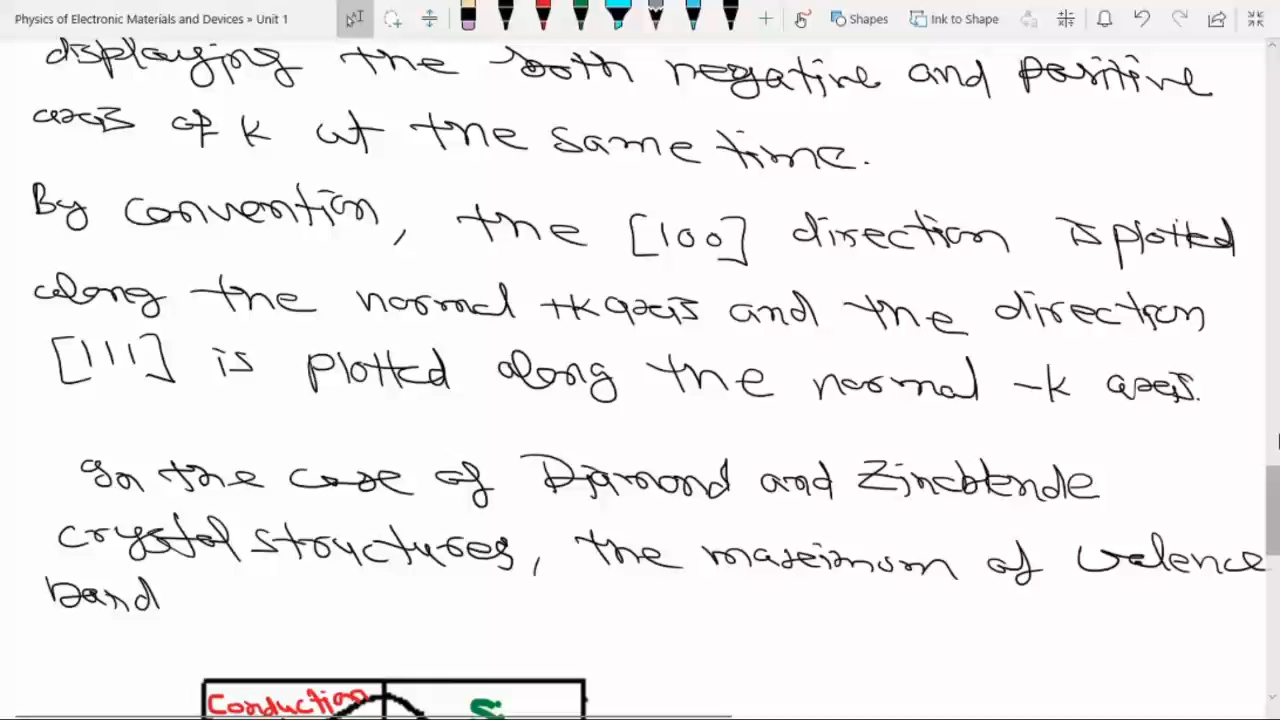 Physics of Electronic Materials and Devices » Unit 1
Shapes
Ink to Shape
displaying the both negative and positive
axis of k at the same time.
By convention, the [100] direction is plotted
along the normal +k axis and the direction
[111] is plotted along the normal -k axis.
In the case of Diamond and Zincblende
crystal structures, the maximum of valence
band
Conduction